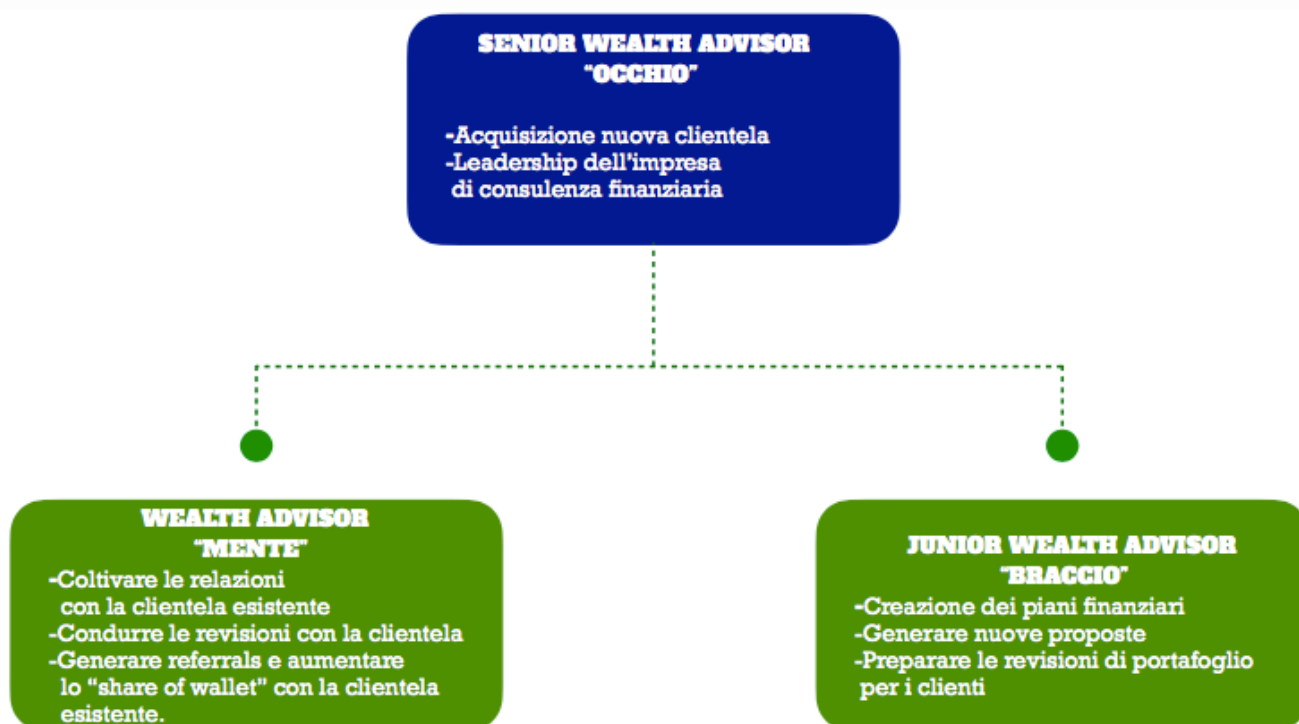 SENIOR WEALTH ADVISOR
"OCCHIO"
-Acquisizione nuova clientela
-Leadership dell'impresa
di consulenza finanziaria
WEALTH ADVISOR
"MENTE"
-Coltivare le relazioni
con la clientela esistente
-Condurre le revisioni con la clientela
-Generare referrals e aumentare
lo "share of wallet" con la clientela
esistente.
JUNIOR WEALTH ADVISOR
"BRACCIO"
-Creazione dei piani finanziari
-Generare nuove proposte
-Preparare le revisioni di portafoglio
per i clienti